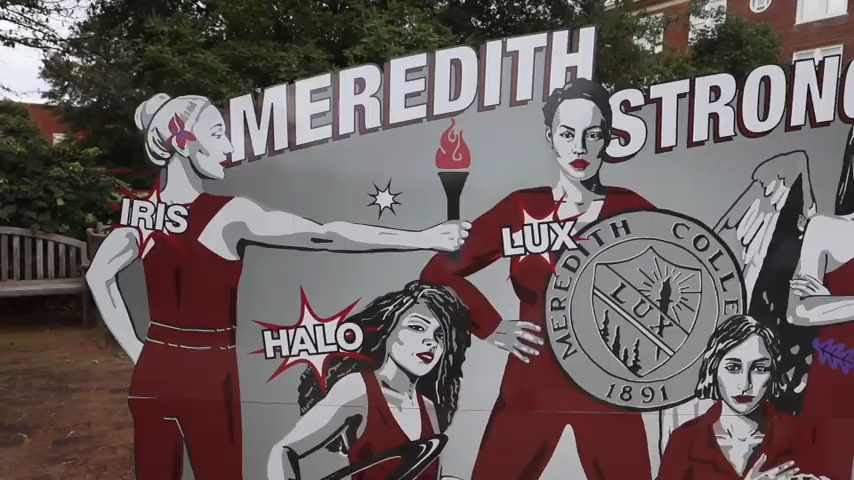 MEREDITH STRONG
IRIS
LUX
HALO
MEREDITH COLLE
LUX
1891